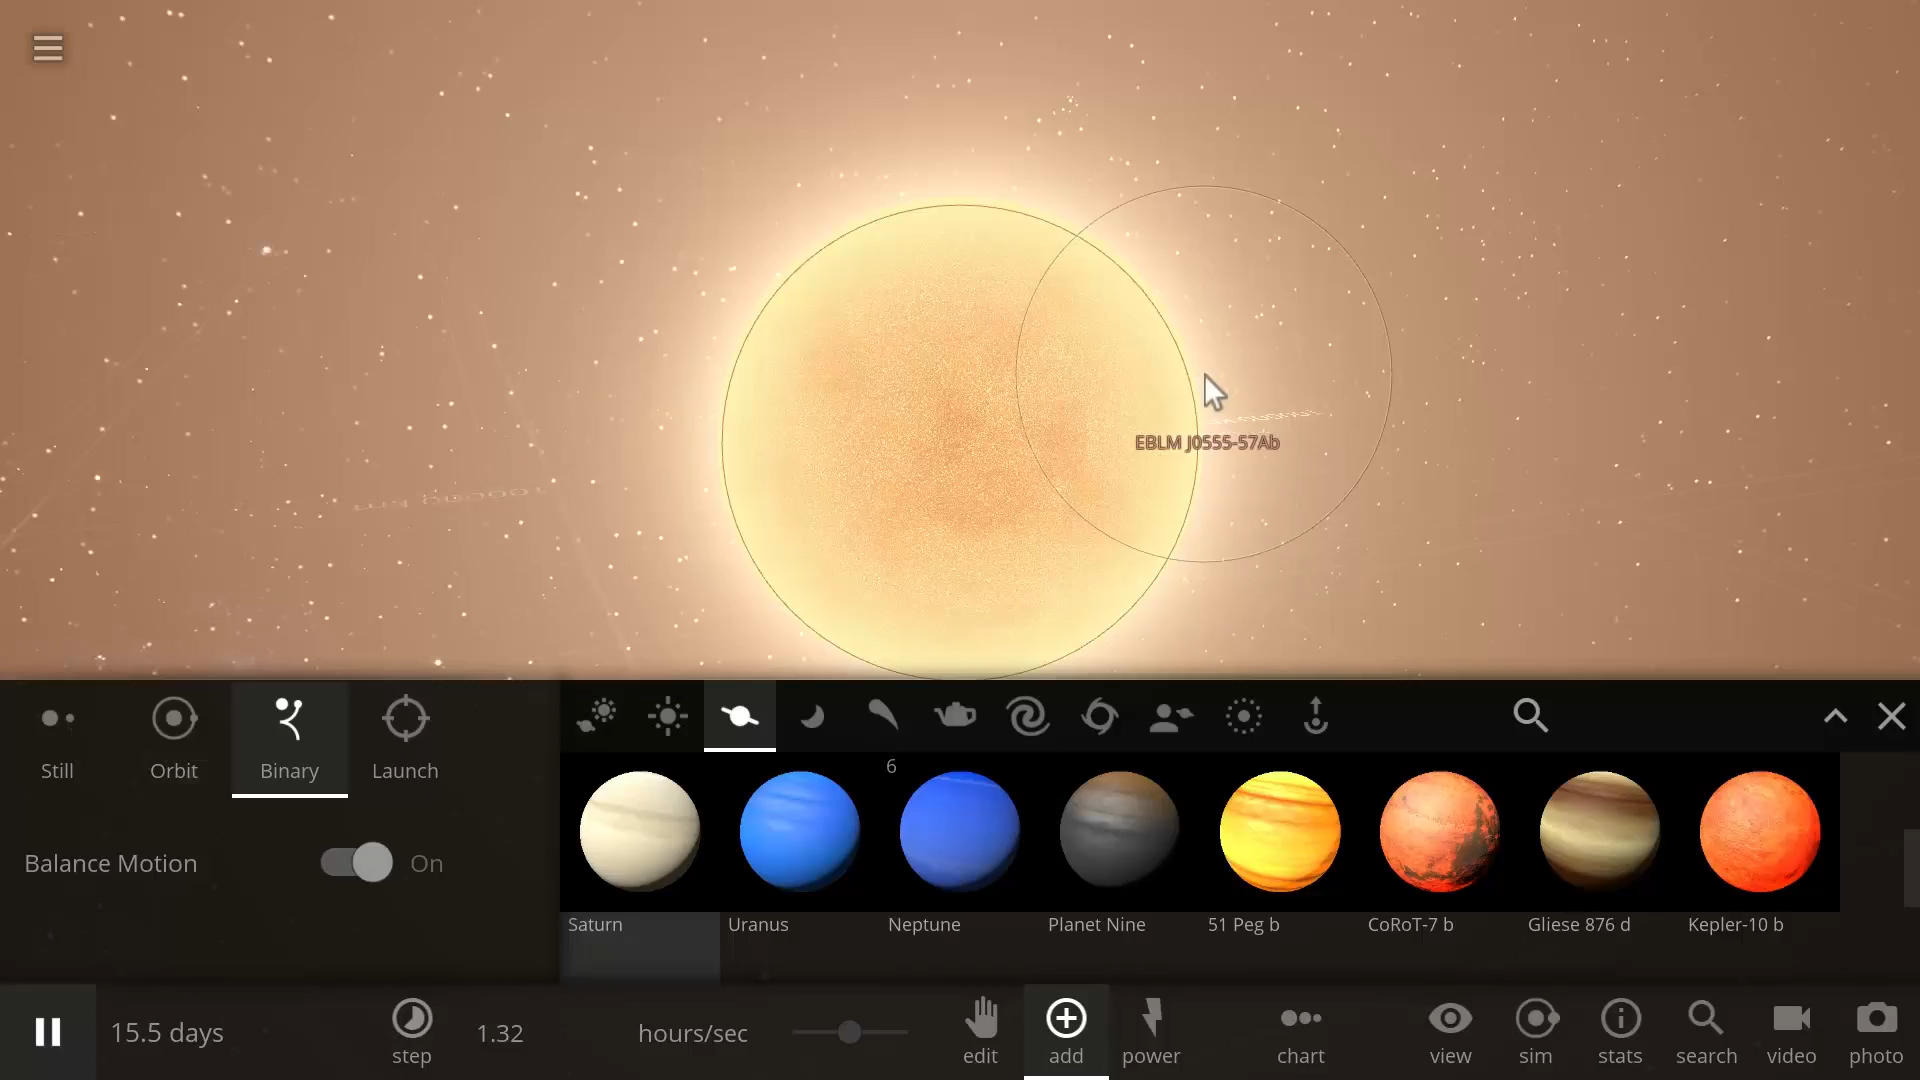 EBLM J0555-57Ab
Still
Orbit
Binary
Launch
Balance Motion
On
6
Saturn
Uranus
Neptune
Planet Nine
51 Peg b
CoRoT-7 b
Gliese 876 d
Kepler-10 b
15.5 days
step
1.32
hours/sec
edit
add
power
chart
view
sim
stats
search
video
photo